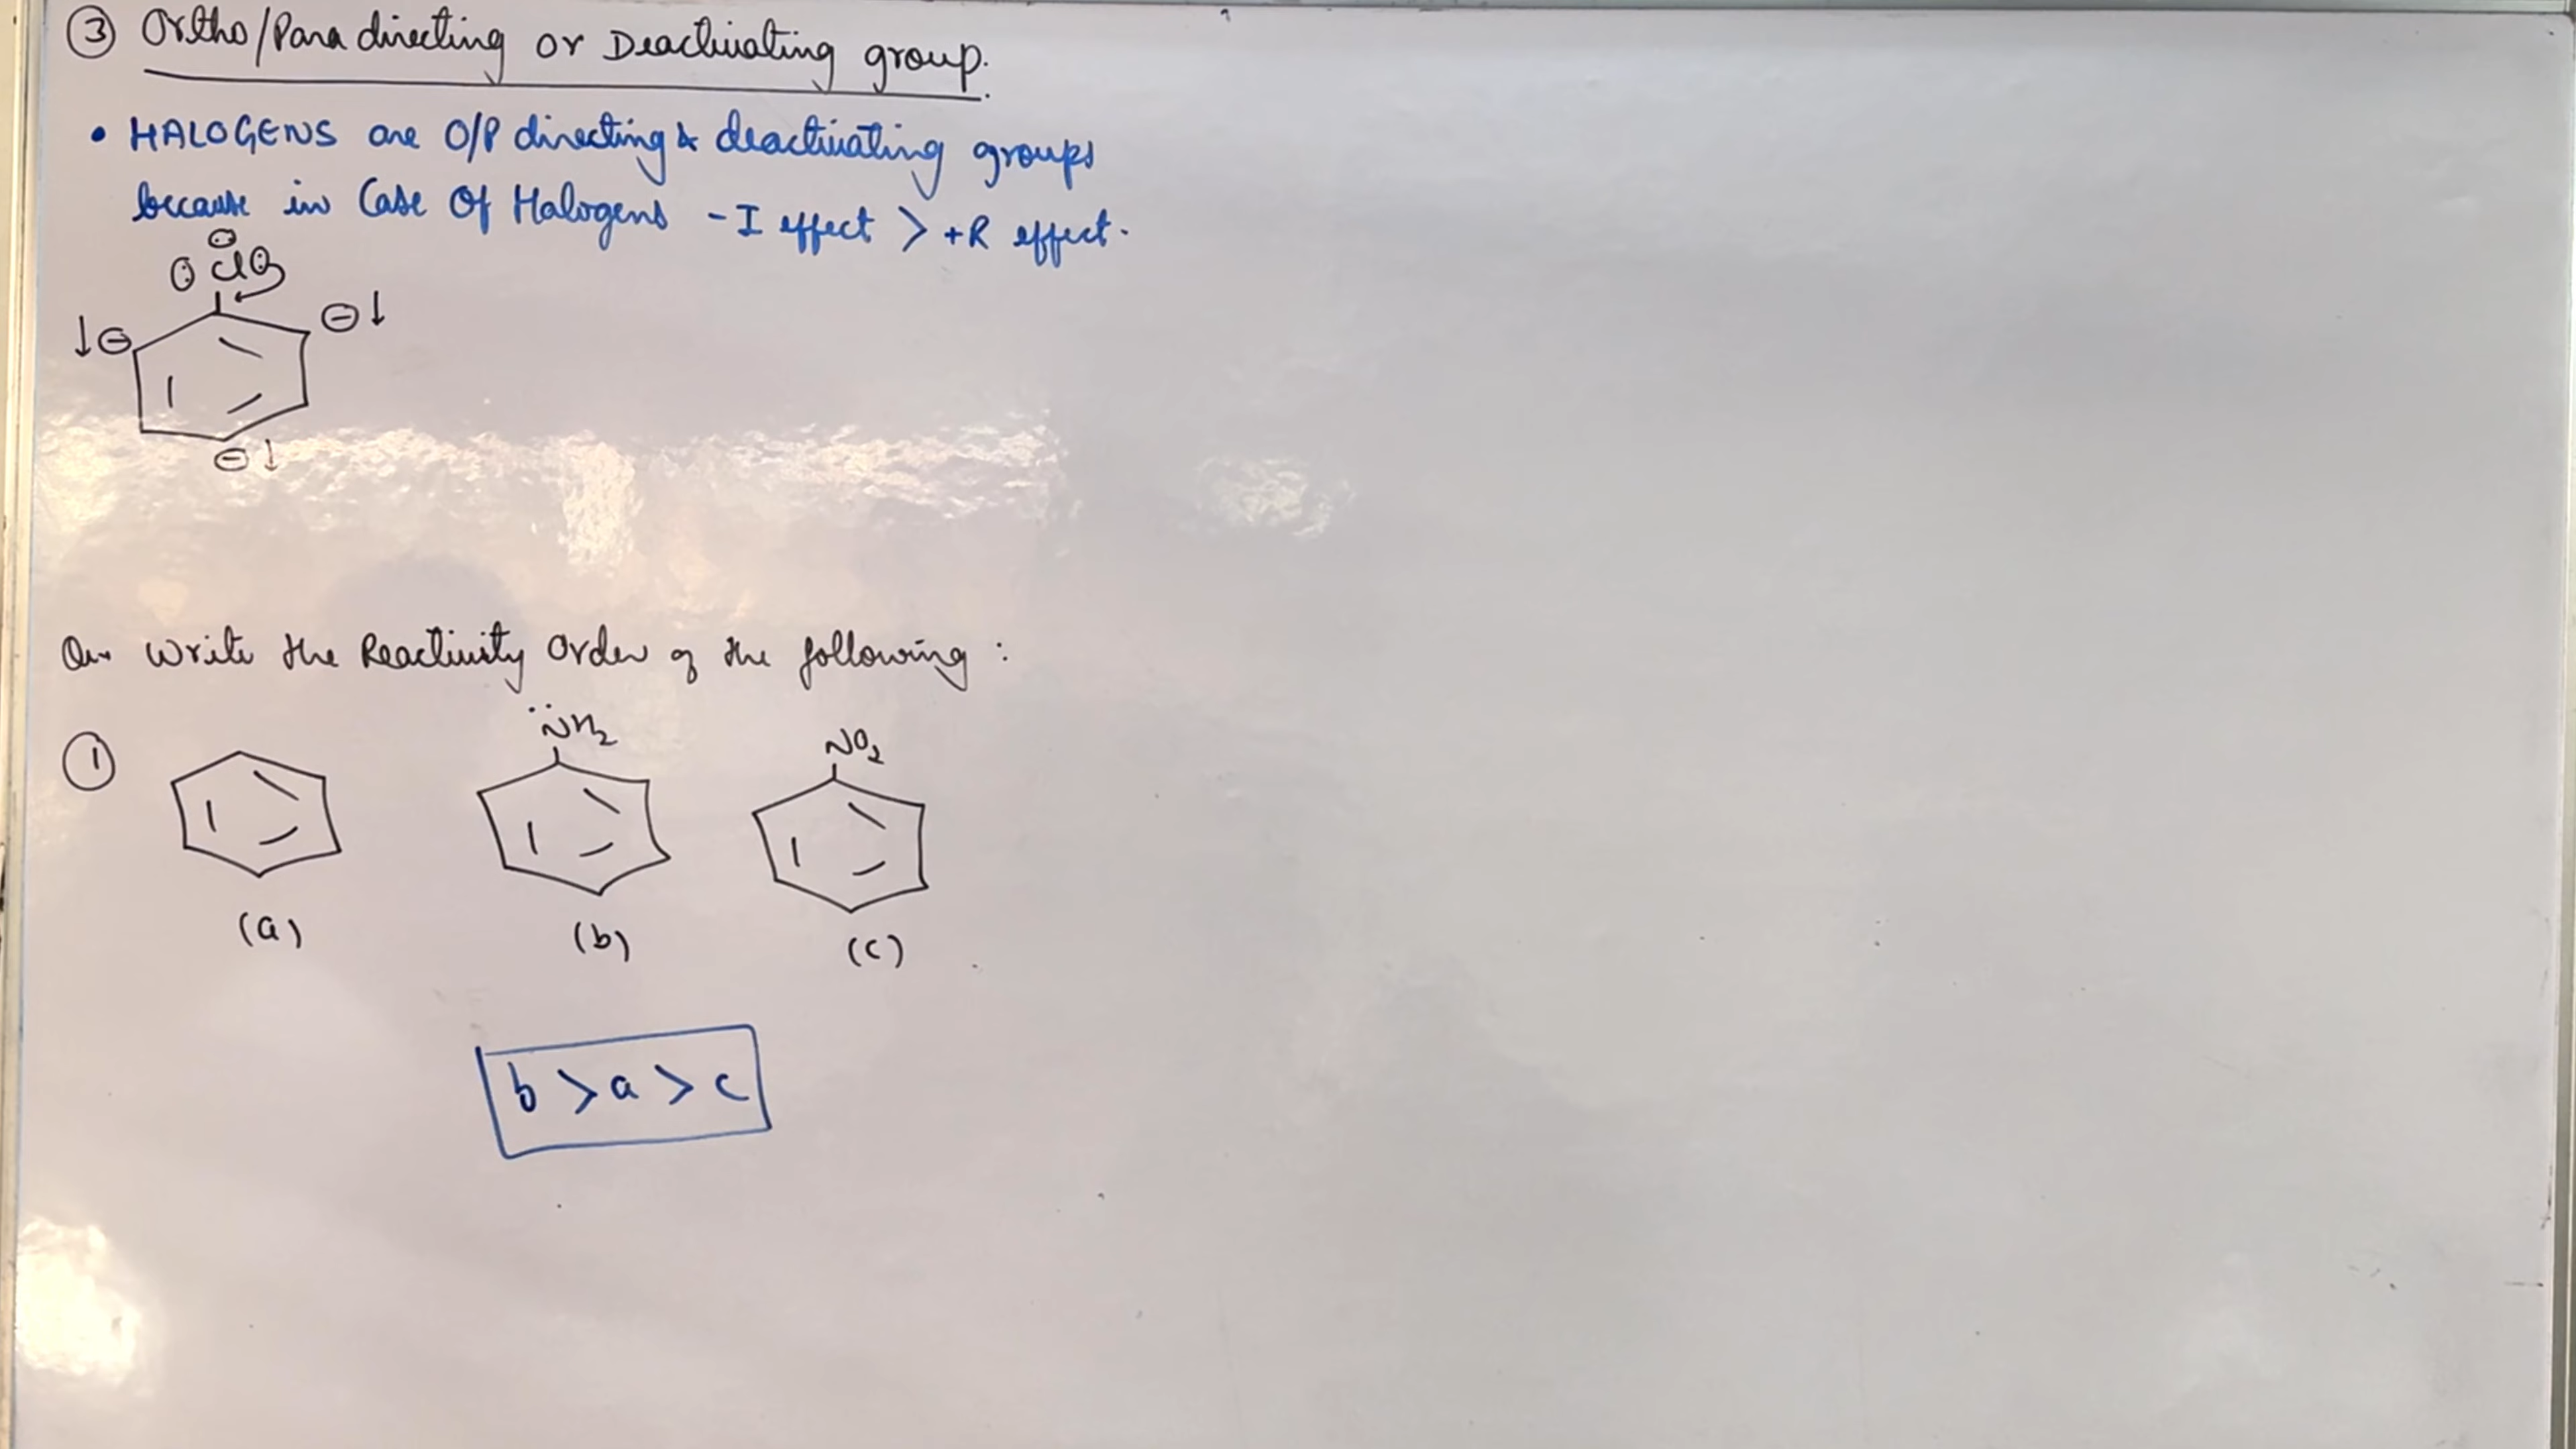 ③ Ortho/Para directing or Deactivating group.
• HALOGENS are O/P directing & deactivating groups
because in Case Of Halogens -I effect > +R effect.
Cl
⊖↓
↓⊖
⊖↓
Que Write the Reactivity Order of the following :
① NH2 NO2
(a) (b) (c)
b > a > c